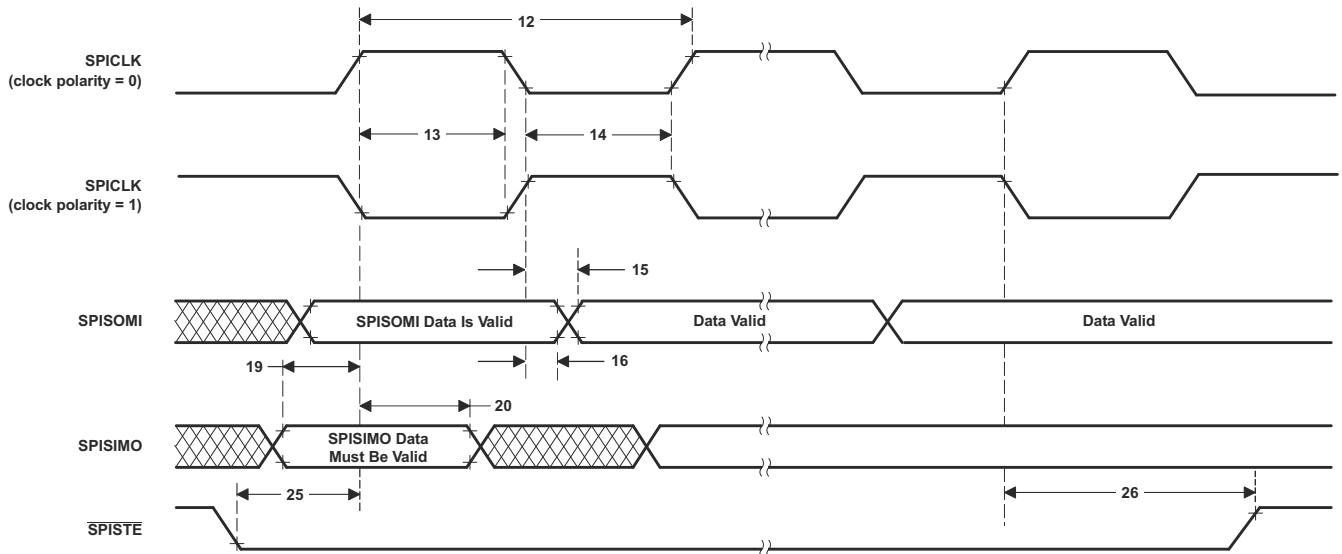 12
SPICLK
(clock polarity = 0)
13
14
SPICLK
(clock polarity = 1)
15
SPISOMI
SPISOMI Data Is Valid
Data Valid
Data Valid
16
19
20
SPISIMO
SPISIMO Data
Must Be Valid
25
26
SPISTE